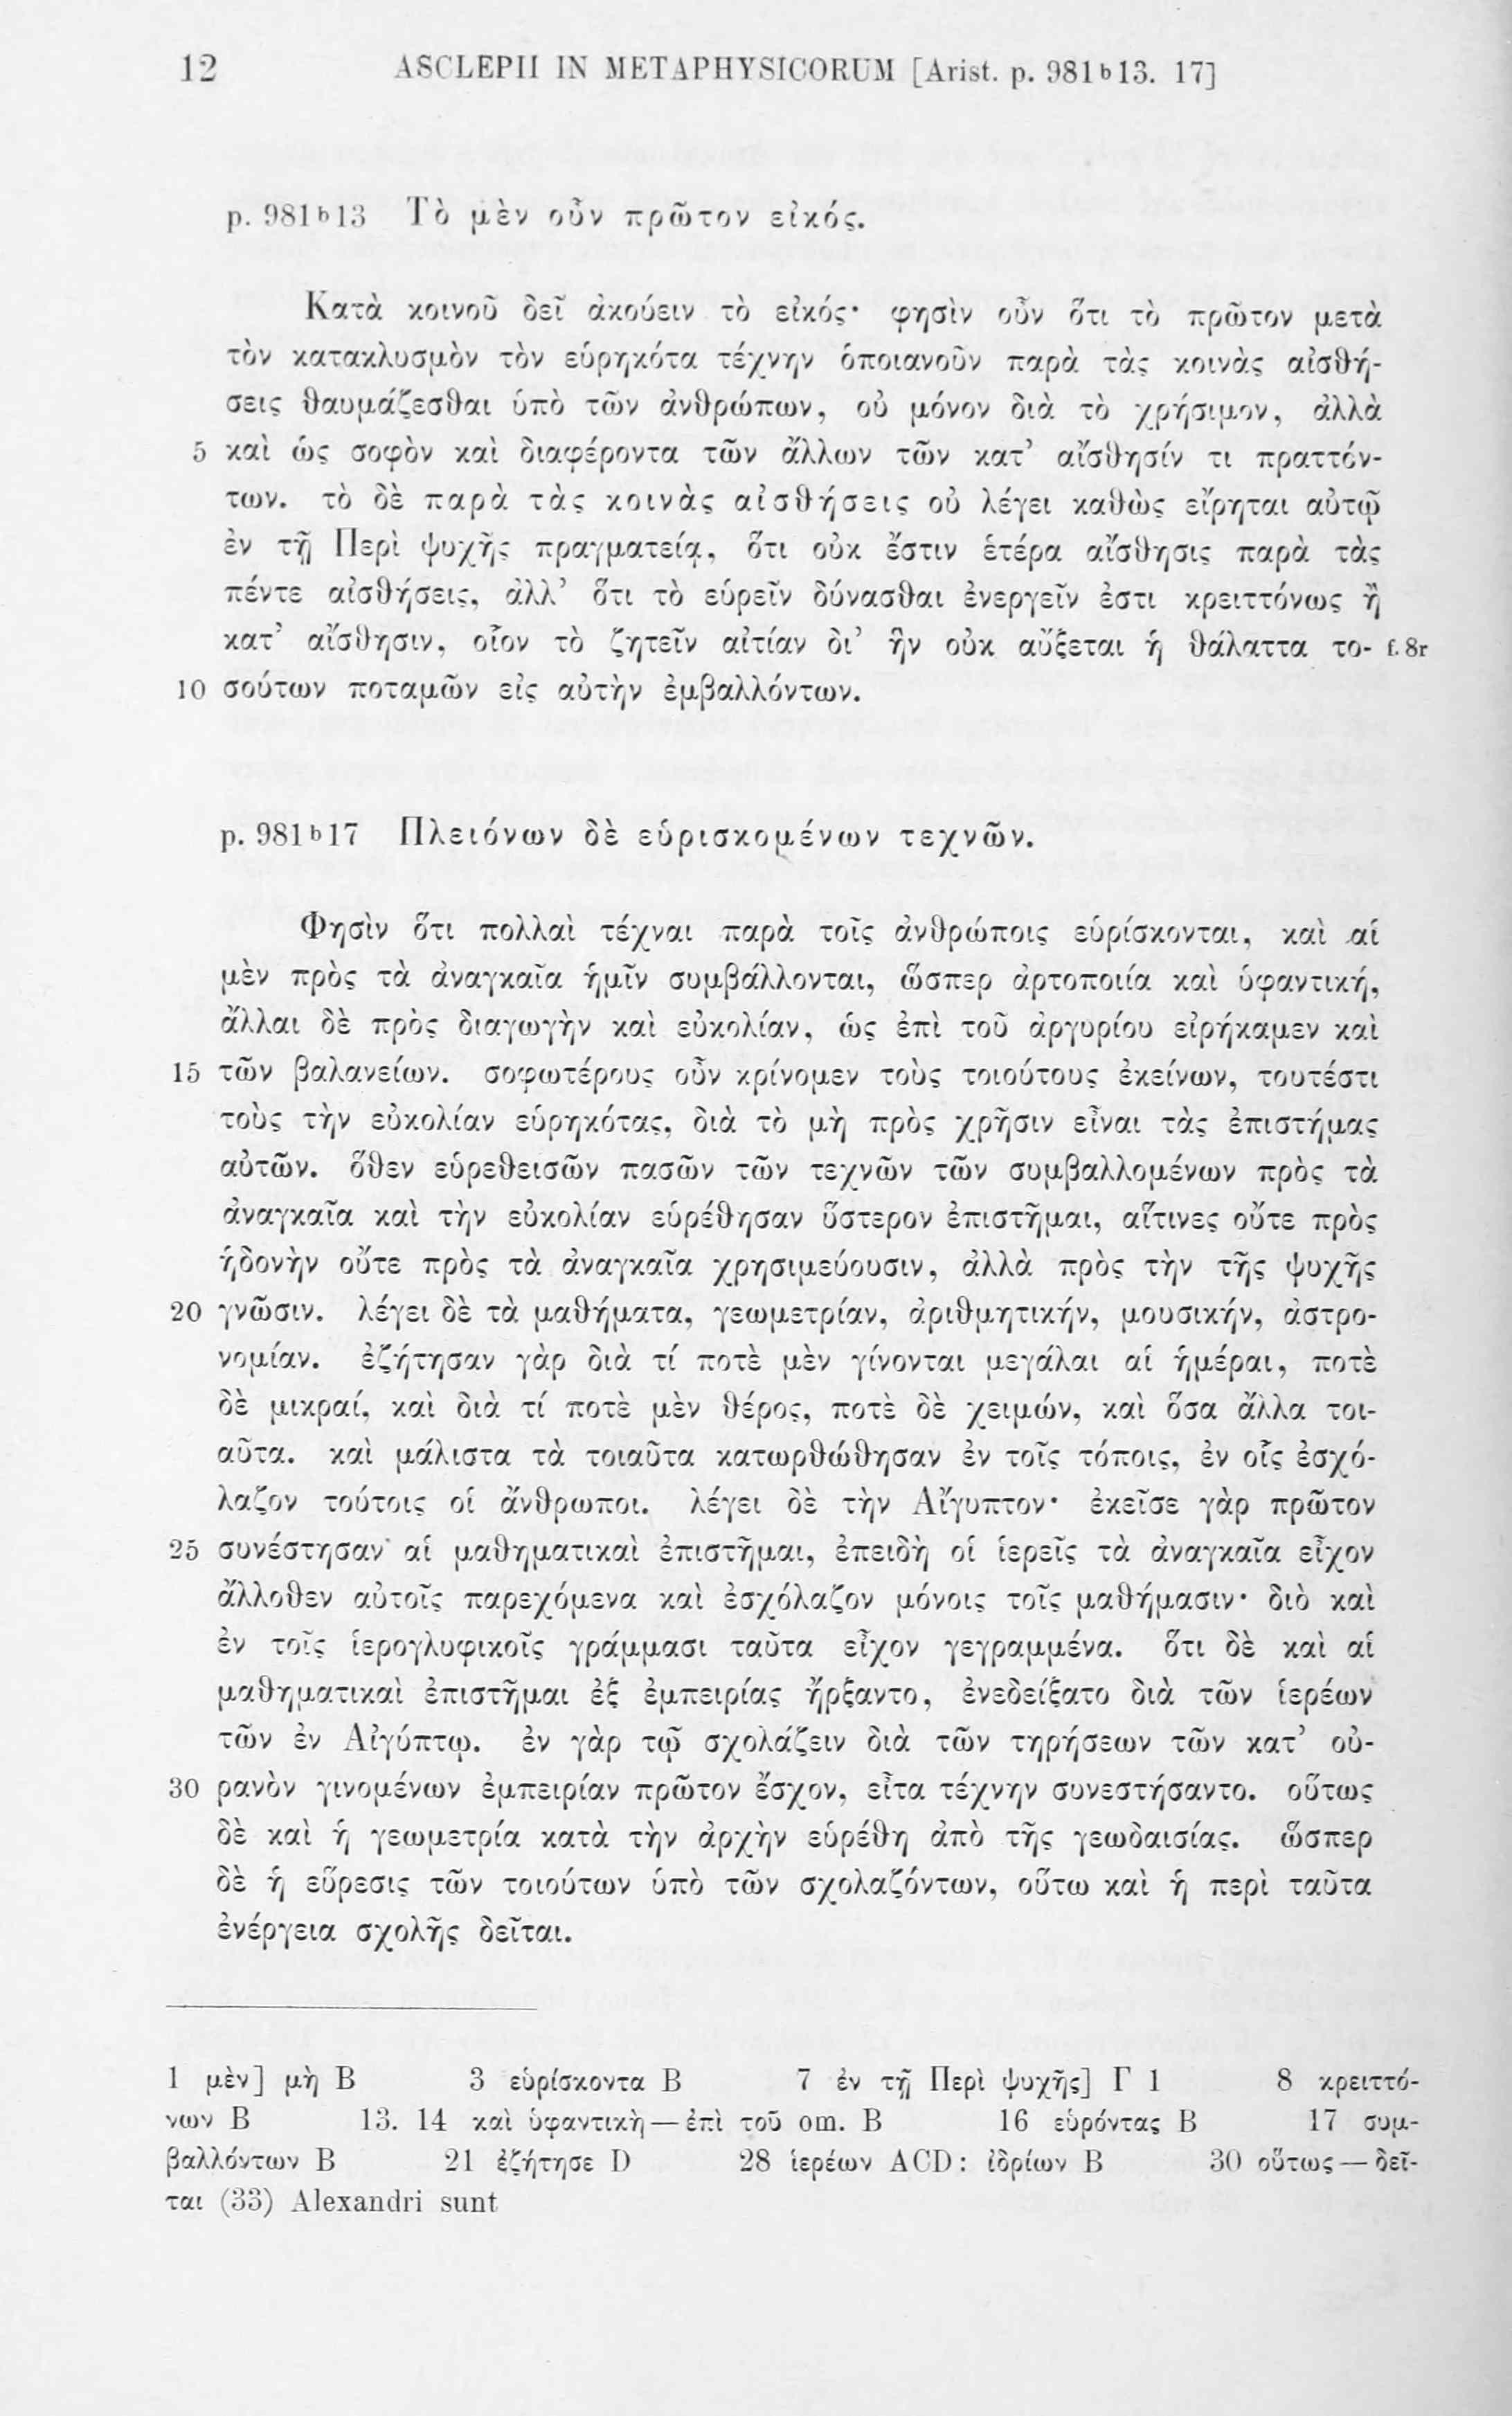 12 ASCLEPII IN METAPHYSICORUM [Arist. p. 981b13. 17]
p. 981b13 Τὸ μὲν οὖν πρῶτον εἰκός.
Κατὰ κοινοῦ δεῖ ἀκούειν τὸ εἰκός· φησὶν οὖν ὅτι τὸ πρῶτον μετὰ
τὸν κατακλυσμὸν τὸν εὑρηκότα τέχνην ὁποιανοῦν παρὰ τὰς κοινὰς αἰσθή-
σεις θαυμάζεσθαι ὑπὸ τῶν ἀνθρώπων, οὐ μόνον διὰ τὸ χρήσιμον, ἀλλὰ
5 καὶ ὡς σοφὸν καὶ διαφέροντα τῶν ἄλλων τῶν κατ’ αἴσθησίν τι πραττόν-
των. τὸ δὲ παρὰ τὰς κοινὰς αἰσθήσεις οὐ λέγει καθὼς εἴρηται αὐτῷ
ἐν τῇ Περὶ ψυχῆς πραγματείᾳ, ὅτι οὐκ ἔστιν ἑτέρα αἴσθησις παρὰ τὰς
πέντε αἰσθήσεις, ἀλλ’ ὅτι τὸ εὑρεῖν δύνασθαι ἐνεργεῖν ἐστι κρειττόνως ἢ
κατ’ αἴσθησιν, οἷον τὸ ζητεῖν αἰτίαν δι’ ἣν οὐκ αὔξεται ἡ θάλαττα το- f. 8r
10 σούτων ποταμῶν εἰς αὐτὴν ἐμβαλλόντων.
p. 981b17 Πλειόνων δὲ εὑρισκομένων τεχνῶν.
Φησὶν ὅτι πολλαὶ τέχναι παρὰ τοῖς ἀνθρώποις εὑρίσκονται, καὶ αἱ
μὲν πρὸς τὰ ἀναγκαῖα ἡμῖν συμβάλλονται, ὥσπερ ἀρτοποιία καὶ ὑφαντική,
ἄλλαι δὲ πρὸς διαγωγὴν καὶ εὐκολίαν, ὡς ἐπὶ τοῦ ἀργυρίου εἰρήκαμεν καὶ
15 τῶν βαλανείων. σοφωτέρους οὖν κρίνομεν τοὺς τοιούτους ἐκείνων, τουτέστι
τοὺς τὴν εὐκολίαν εὑρηκότας, διὰ τὸ μὴ πρὸς χρῆσιν εἶναι τὰς ἐπιστήμας
αὐτῶν. ὅθεν εὑρεθεισῶν πασῶν τῶν τεχνῶν τῶν συμβαλλομένων πρὸς τὰ
ἀναγκαῖα καὶ τὴν εὐκολίαν εὑρέθησαν ὕστερον ἐπιστῆμαι, αἵτινες οὔτε πρὸς
ἡδονὴν οὔτε πρὸς τὰ ἀναγκαῖα χρησιμεύουσιν, ἀλλὰ πρὸς τὴν τῆς ψυχῆς
20 γνῶσιν. λέγει δὲ τὰ μαθήματα, γεωμετρίαν, ἀριθμητικήν, μουσικήν, ἀστρο-
νομίαν. ἐζήτησαν γὰρ διὰ τί ποτὲ μὲν γίνονται μεγάλαι αἱ ἡμέραι, ποτὲ
δὲ μικραί, καὶ διὰ τί ποτὲ μὲν θέρος, ποτὲ δὲ χειμών, καὶ ὅσα ἄλλα τοι-
αῦτα. καὶ μάλιστα τὰ τοιαῦτα κατωρθώθησαν ἐν τοῖς τόποις, ἐν οἷς ἐσχό-
λαζον τούτοις οἱ ἄνθρωποι. λέγει δὲ τὴν Αἴγυπτον· ἐκεῖσε γὰρ πρῶτον
25 συνέστησαν αἱ μαθηματικαὶ ἐπιστῆμαι, ἐπειδὴ οἱ ἱερεῖς τὰ ἀναγκαῖα εἶχον
ἄλλοθεν αὐτοῖς παρεχόμενα καὶ ἐσχόλαζον μόνοις τοῖς μαθήμασιν· διὸ καὶ
ἐν τοῖς ἱερογλυφικοῖς γράμμασι ταῦτα εἶχον γεγραμμένα. ὅτι δὲ καὶ αἱ
μαθηματικαὶ ἐπιστῆμαι ἐξ ἐμπειρίας ἤρξαντο, ἐνεδείξατο διὰ τῶν ἱερέων
τῶν ἐν Αἰγύπτῳ. ἐν γὰρ τῷ σχολάζειν διὰ τῶν τηρήσεων τῶν κατ’ οὐ-
30 ρανὸν γινομένων ἐμπειρίαν πρῶτον ἔσχον, εἶτα τέχνην συνεστήσαντο. οὕτως
δὲ καὶ ἡ γεωμετρία κατὰ τὴν ἀρχὴν εὑρέθη ἀπὸ τῆς γεωδαισίας. ὥσπερ
δὲ ἡ εὕρεσις τῶν τοιούτων ὑπὸ τῶν σχολαζόντων, οὕτω καὶ ἡ περὶ ταῦτα
ἐνέργεια σχολῆς δεῖται.
1 μὲν] μὴ B 3 εὑρίσκοντα B 7 ἐν τῇ Περὶ ψυχῆς] Γ 1 8 κρειττό-
νων B 13. 14 καὶ ὑφαντικὴ — ἐπὶ τοῦ om. B 16 εὑρόντας B 17 συμ-
βαλλόντων B 21 ἐζήτησε D 28 ἱερέων ACD: ἰδρίων B 30 οὕτως — δεῖ-
ται (33) Alexandri sunt